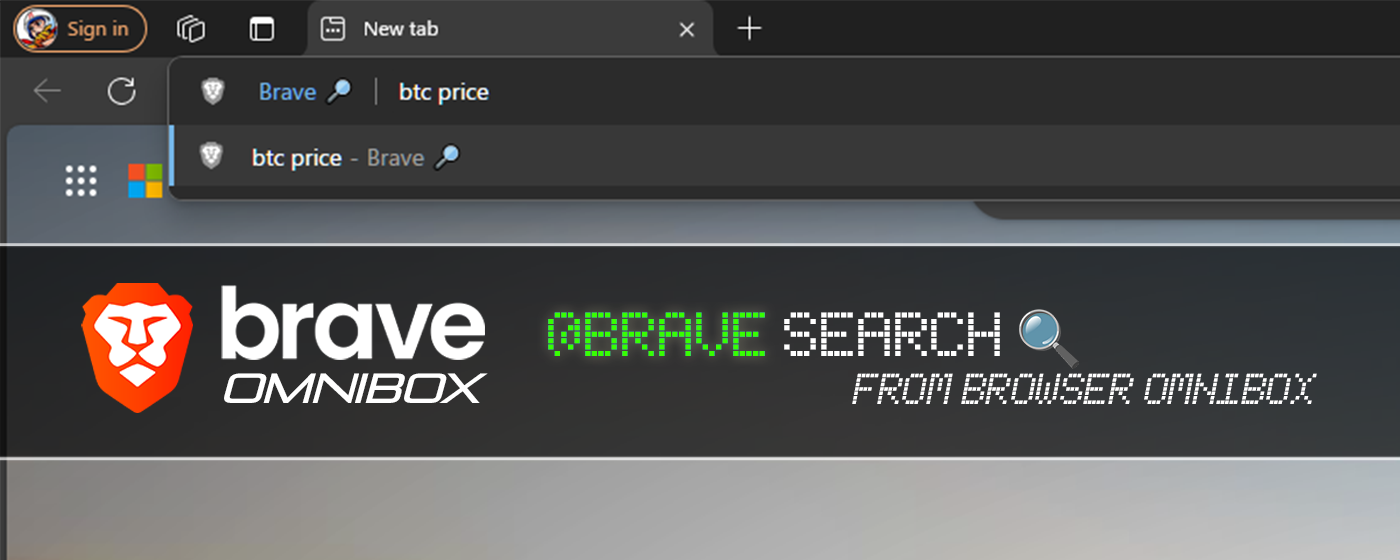 Sign in
New tab
Brave 🔎 | btc price
btc price - Brave 🔎
brave
OMNIBOX
@BRAVE SEARCH 🔍
FROM BROWSER OMNIBOX